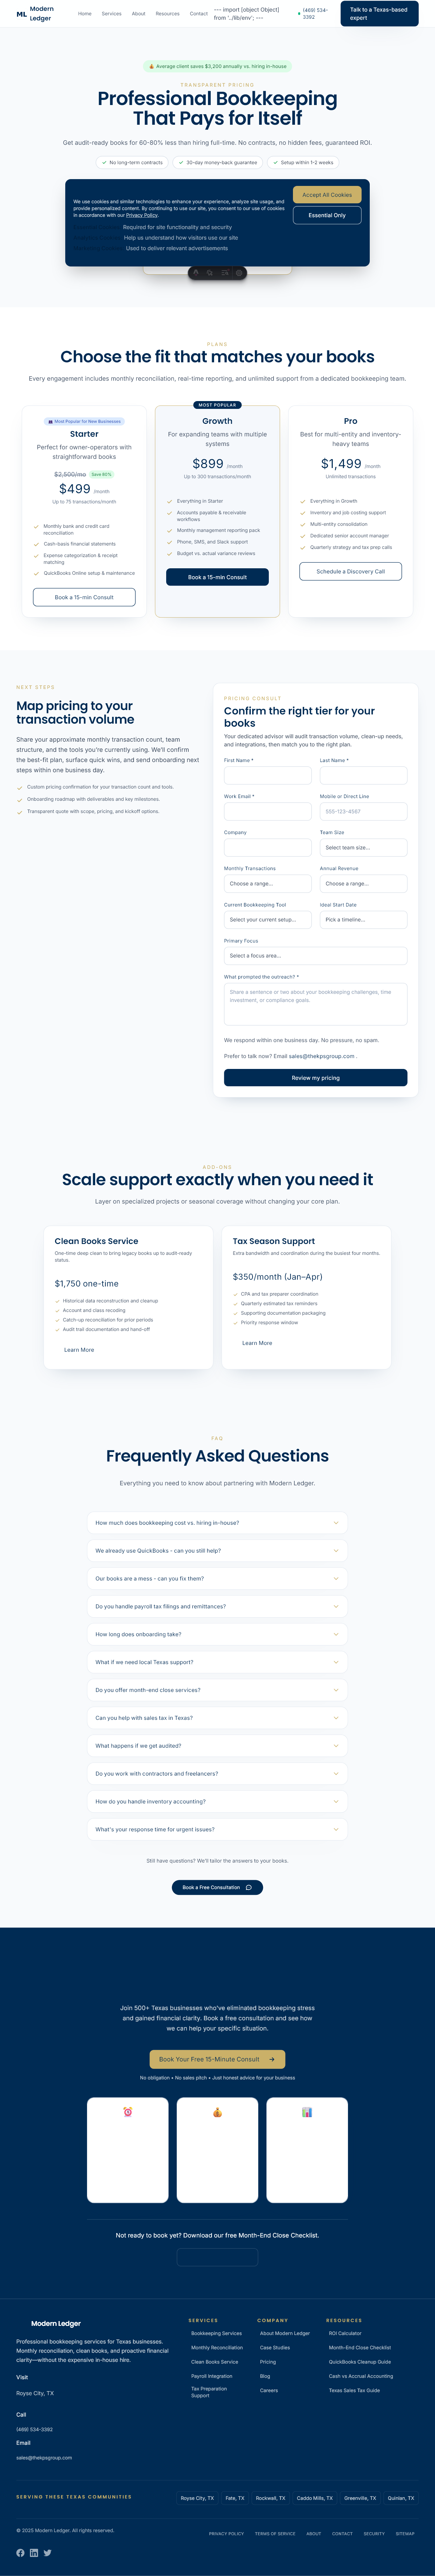 ML
Modern
Ledger
Home
Services
About
Resources
Contact
--- import [object Object]
from '../lib/env'; ---
(469) 534-
3392
Talk to a Texas-based
expert
Average client saves $3,200 annually vs. hiring in-house
TRANSPARENT PRICING
Professional Bookkeeping
That Pays for Itself
Get audit-ready books for 60-80% less than hiring full-time. No contracts, no hidden fees, guaranteed ROI.
No long-term contracts
30-day money-back guarantee
Setup within 1-2 weeks
We use cookies and similar technologies to enhance your experience, analyze site usage, and
provide personalized content. By continuing to use our site, you consent to our use of cookies
in accordance with our Privacy Policy.
Required for site functionality and security
Help us understand how visitors use our site
Used to deliver relevant advertisements
Accept All Cookies
Essential Only
PLANS
Choose the fit that matches your books
Every engagement includes monthly reconciliation, real-time reporting, and unlimited support from a dedicated bookkeeping team.
Most Popular for New Businesses
Starter
Perfect for owner-operators with
straightforward books
$2,500/mo Save 80%
$499 /month
Up to 75 transactions/month
Monthly bank and credit card
reconciliation
Cash-basis financial statements
Expense categorization & receipt
matching
QuickBooks Online setup & maintenance
Book a 15-min Consult
MOST POPULAR
Growth
For expanding teams with multiple
systems
$899 /month
Up to 300 transactions/month
Everything in Starter
Accounts payable & receivable
workflows
Monthly management reporting pack
Phone, SMS, and Slack support
Budget vs. actual variance reviews
Book a 15-min Consult
Pro
Best for multi-entity and inventory-
heavy teams
$1,499 /month
Unlimited transactions
Everything in Growth
Inventory and job costing support
Multi-entity consolidation
Dedicated senior account manager
Quarterly strategy and tax prep calls
Schedule a Discovery Call
NEXT STEPS
Map pricing to your
transaction volume
Share your approximate monthly transaction count, team
structure, and the tools you're currently using. We'll confirm
the best-fit plan, surface quick wins, and send onboarding next
steps within one business day.
Custom pricing confirmation for your transaction count and tools.
Onboarding roadmap with deliverables and key milestones.
Transparent quote with scope, pricing, and kickoff options.
PRICING CONSULT
Confirm the right tier for your
books
Your dedicated advisor will audit transaction volume, clean-up needs,
and integrations, then match you to the right plan.
First Name *
Last Name *
Work Email *
Mobile or Direct Line
555-123-4567
Company
Team Size
Select team size...
Monthly Transactions
Annual Revenue
Choose a range...
Choose a range...
Current Bookkeeping Tool
Ideal Start Date
Select your current setup...
Pick a timeline...
Primary Focus
Select a focus area...
What prompted the outreach? *
Share a sentence or two about your bookkeeping challenges, time
investment, or compliance goals.
We respond within one business day. No pressure, no spam.
Prefer to talk now? Email sales@thekpsgroup.com .
Review my pricing
ADD-ONS
Scale support exactly when you need it
Layer on specialized projects or seasonal coverage without changing your core plan.
Clean Books Service
One-time deep clean to bring legacy books up to audit-ready
status.
$1,750 one-time
Historical data reconstruction and cleanup
Account and class recoding
Catch-up reconciliation for prior periods
Audit trail documentation and hand-off
Learn More
Tax Season Support
Extra bandwidth and coordination during the busiest four months.
$350/month (Jan–Apr)
CPA and tax preparer coordination
Quarterly estimated tax reminders
Supporting documentation packaging
Priority response window
Learn More
FAQ
Frequently Asked Questions
Everything you need to know about partnering with Modern Ledger.
How much does bookkeeping cost vs. hiring in-house?
We already use QuickBooks - can you still help?
Our books are a mess - can you fix them?
Do you handle payroll tax filings and remittances?
How long does onboarding take?
What if we need local Texas support?
Do you offer month-end close services?
Can you help with sales tax in Texas?
What happens if we get audited?
Do you work with contractors and freelancers?
How do you handle inventory accounting?
What's your response time for urgent issues?
Still have questions? We'll tailor the answers to your books.
Book a Free Consultation
Join 500+ Texas businesses who've eliminated bookkeeping stress
and gained financial clarity. Book a free consultation and see how
we can help your specific situation.
Book Your Free 15-Minute Consult
No obligation • No sales pitch • Just honest advice for your business
Not ready to book yet? Download our free Month-End Close Checklist.
Modern Ledger
Professional bookkeeping services for Texas businesses.
Monthly reconciliation, clean books, and proactive financial
clarity—without the expensive in-house hire.
Visit
Royse City, TX
Call
(469) 534-3392
Email
sales@thekpsgroup.com
SERVICES
Bookkeeping Services
Monthly Reconciliation
Clean Books Service
Payroll Integration
Tax Preparation
Support
COMPANY
About Modern Ledger
Case Studies
Pricing
Blog
Careers
RESOURCES
ROI Calculator
Month-End Close Checklist
QuickBooks Cleanup Guide
Cash vs Accrual Accounting
Texas Sales Tax Guide
SERVING THESE TEXAS COMMUNITIES
Royse City, TX
Fate, TX
Rockwall, TX
Caddo Mills, TX
Greenville, TX
Quinlan, TX
© 2025 Modern Ledger. All rights reserved.
PRIVACY POLICY
TERMS OF SERVICE
ABOUT
CONTACT
SECURITY
SITEMAP